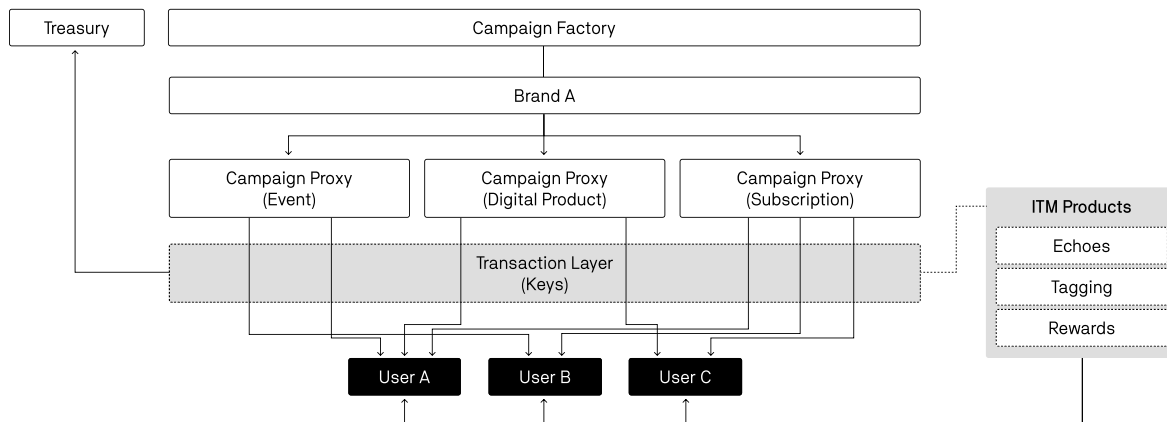 Treasury
Campaign Factory
Brand A
Campaign Proxy
(Event)
Campaign Proxy
(Digital Product)
Campaign Proxy
(Subscription)
ITM Products
Echoes
Tagging
Rewards
Transaction Layer
(Keys)
User A
User B
User C